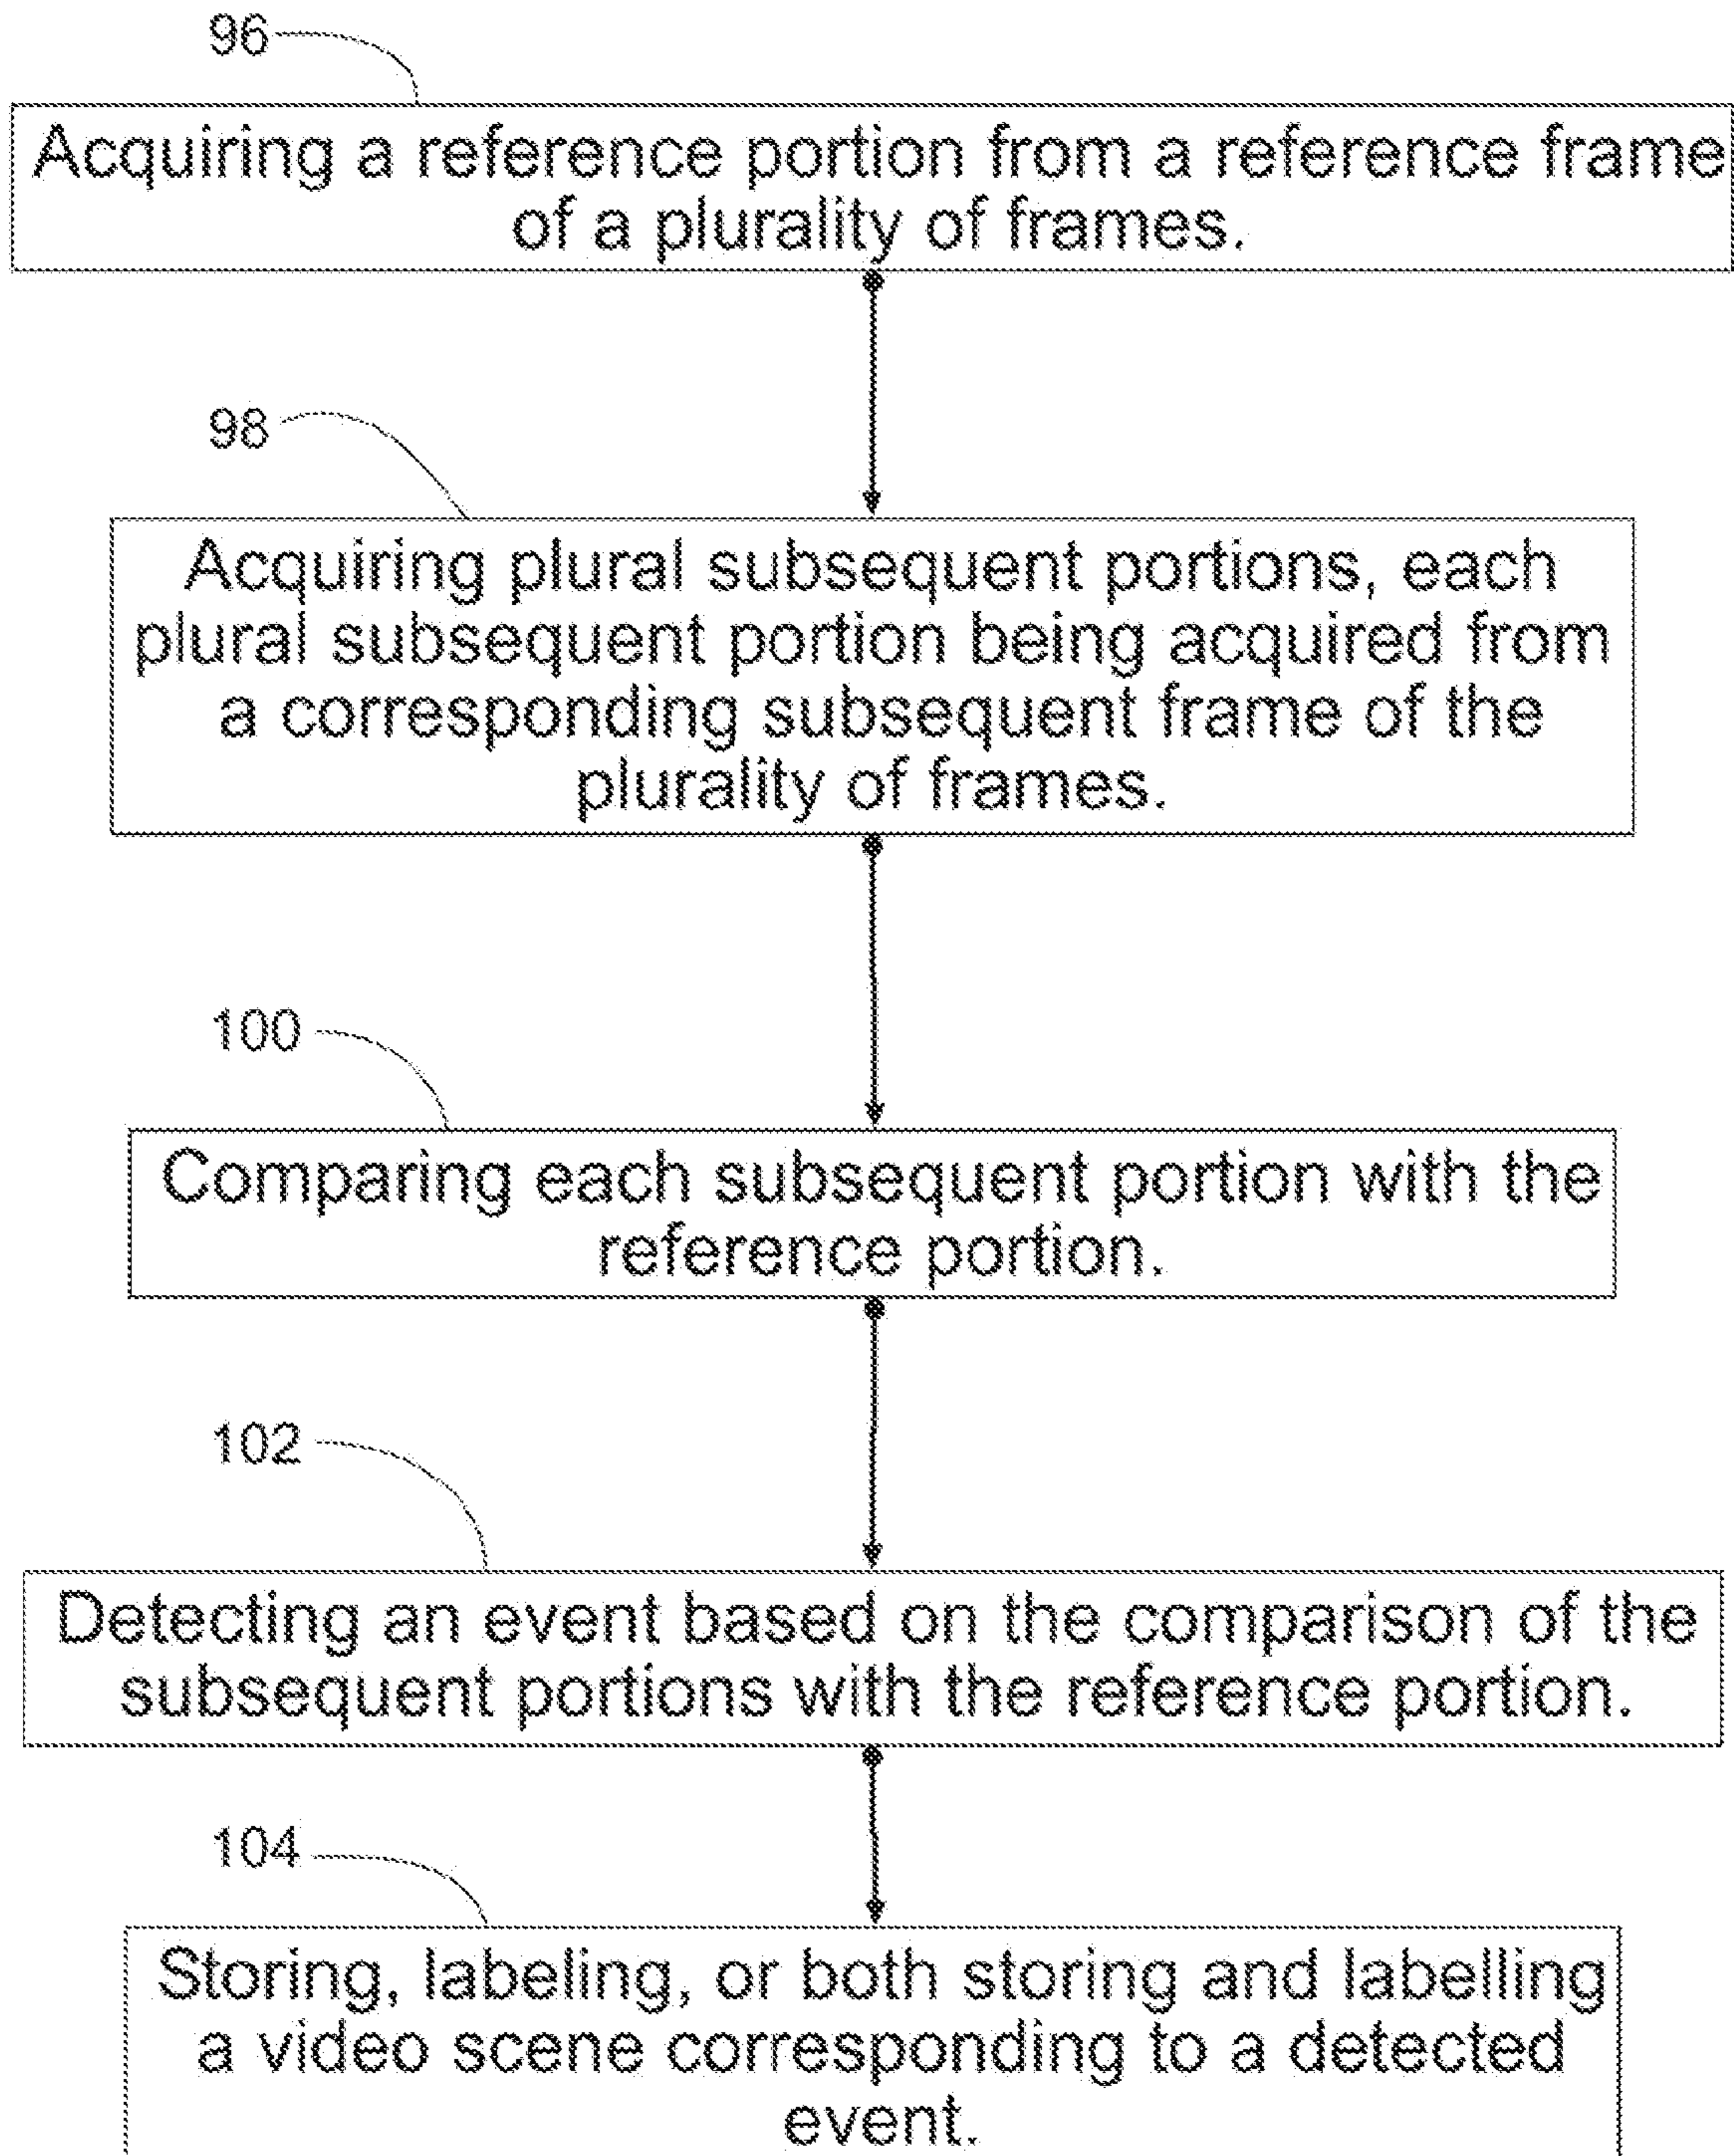 96
Acquiring a reference portion from a reference frame
of a plurality of frames.
98
Acquiring plural subsequent portions, each
plural subsequent portion being acquired from
a corresponding subsequent frame of the
plurality of frames.
100
Comparing each subsequent portion with the
reference portion.
102
Detecting an event based on the comparison of the
subsequent portions with the reference portion.
104
Storing, labeling, or both storing and labelling
a video scene corresponding to a detected
event.